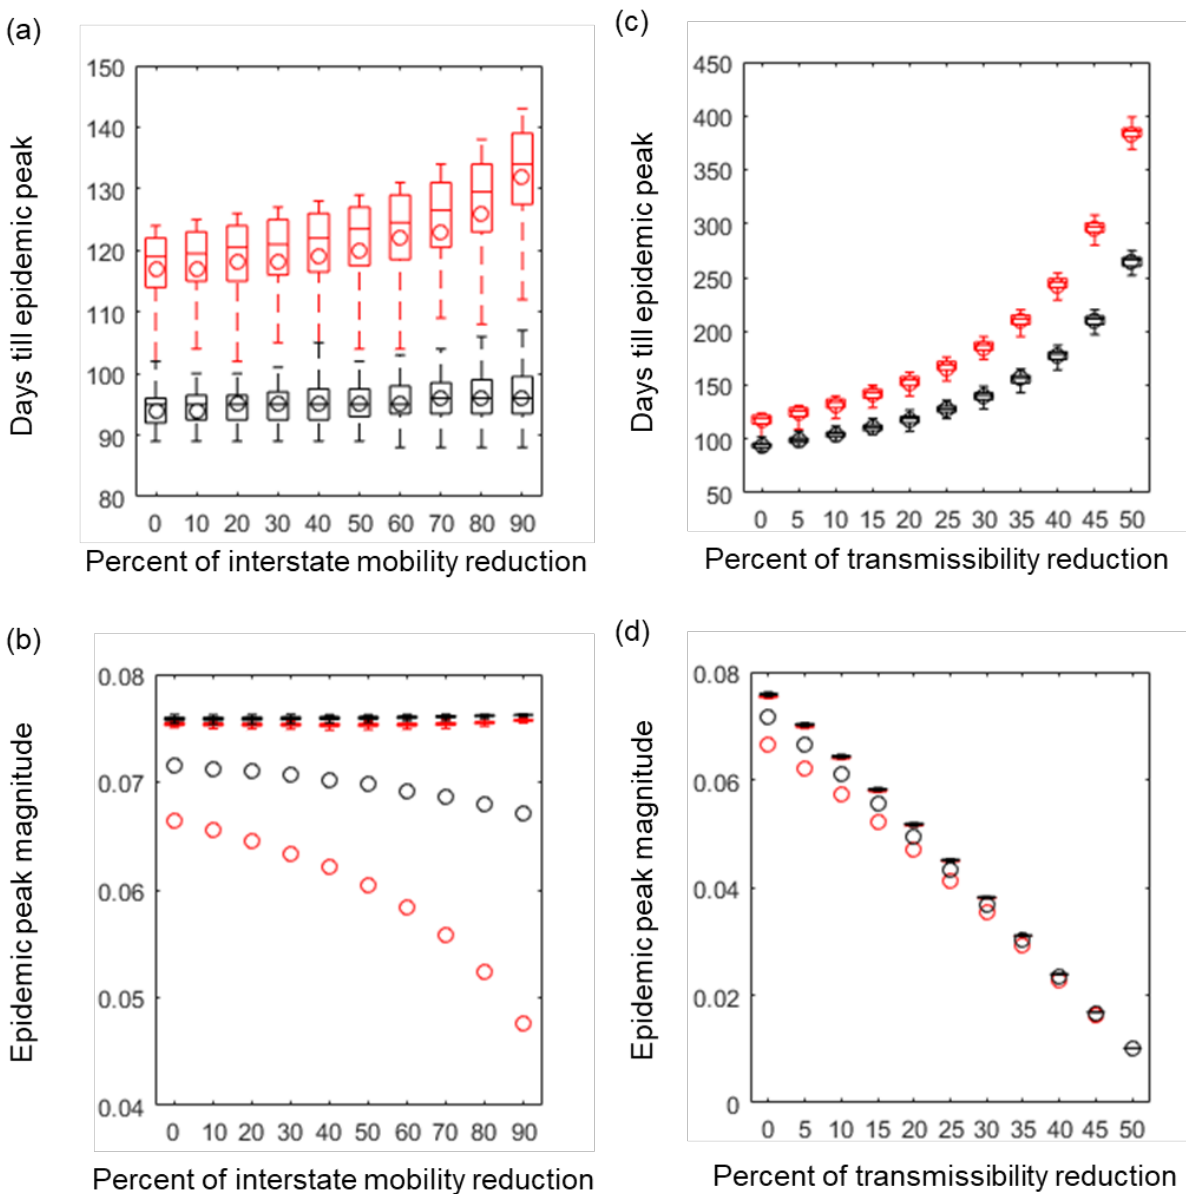 (a)
150
140
130
120
110
100
90
80
0 10 20 30 40 50 60 70 80 90
Days till epidemic peak
Percent of interstate mobility reduction
(c)
450
400
350
300
250
200
150
100
50
0 5 10 15 20 25 30 35 40 45 50
Days till epidemic peak
Percent of transmissibility reduction
(b)
0.08
0.07
0.06
0.05
0.04
0 10 20 30 40 50 60 70 80 90
Epidemic peak magnitude
Percent of interstate mobility reduction
(d)
0.08
0.06
0.04
0.02
0
0 5 10 15 20 25 30 35 40 45 50
Epidemic peak magnitude
Percent of transmissibility reduction